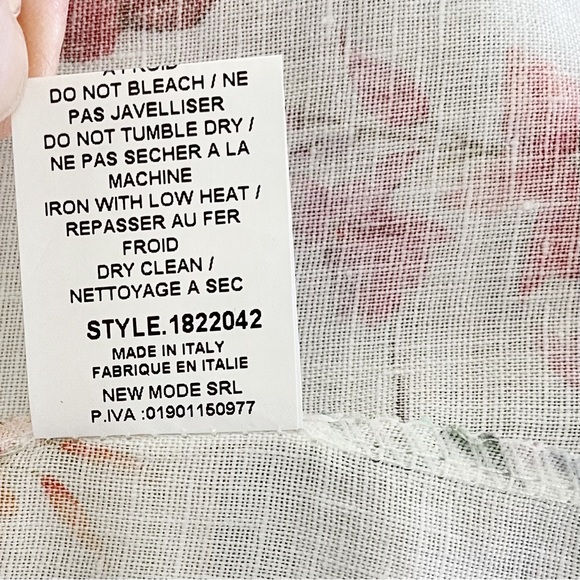 A FROID
DO NOT BLEACH / NE
PAS JAVELLISER
DO NOT TUMBLE DRY /
NE PAS SECHER A LA
MACHINE
IRON WITH LOW HEAT /
REPASSER AU FER
FROID
DRY CLEAN /
NETTOYAGE A SEC
STYLE.1822042
MADE IN ITALY
FABRIQUE EN ITALIE
NEW MODE SRL
P.IVA :01901150977